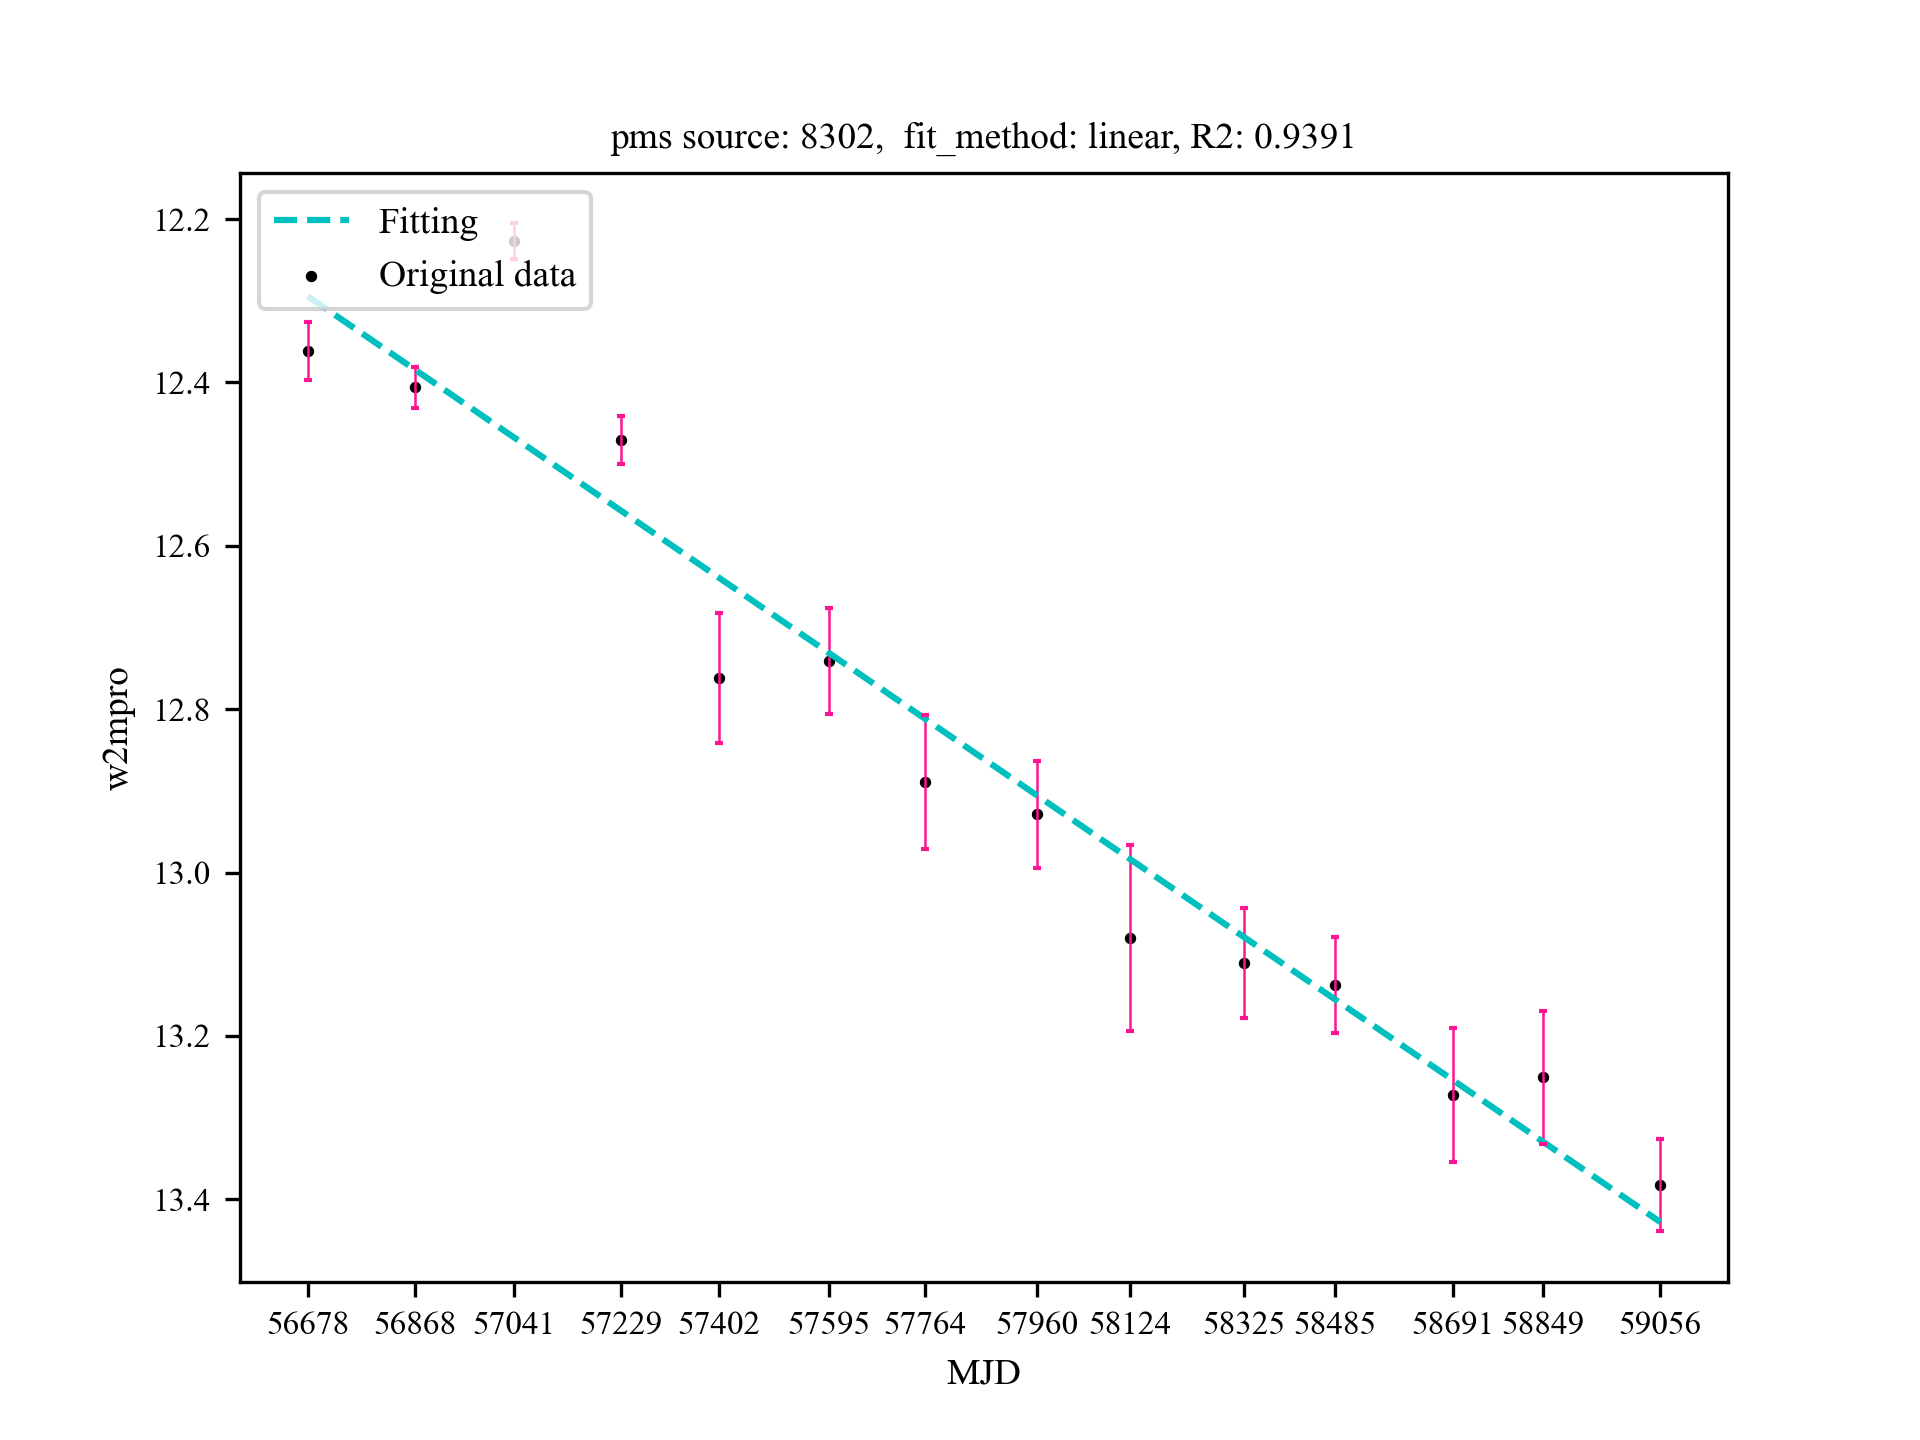 pms source: 8302,  fit_method: linear, R2: 0.9391
Fitting
Original data
12.2
12.4
12.6
12.8
13.0
13.2
13.4
w2mpro
56678 56868 57041 57229 57402 57595 57764 57960 58124 58325 58485 58691 58849 59056
MJD